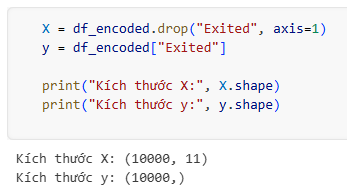 X = df_encoded.drop("Exited", axis=1)
y = df_encoded["Exited"]
print("Kích thước X:", X.shape)
print("Kích thước y:", y.shape)
Kích thước X: (10000, 11)
Kích thước y: (10000,)